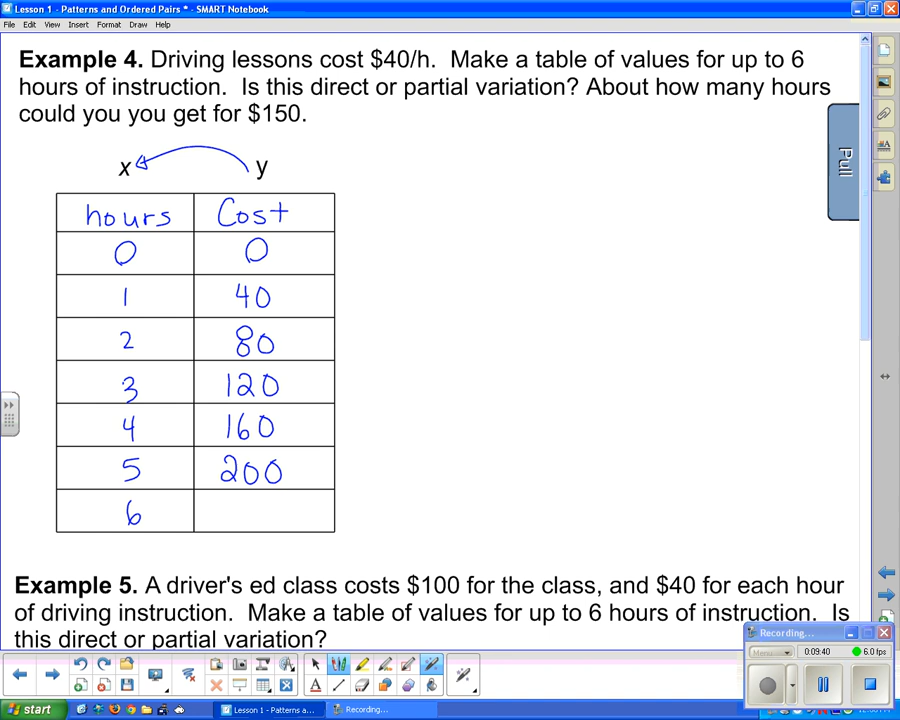 Lesson 1 - Patterns and Ordered Pairs * - SMART Notebook
File Edit View Insert Format Draw Help
Example 4. Driving lessons cost $40/h. Make a table of values for up to 6
hours of instruction. Is this direct or partial variation? About how many hours
could you you get for $150.
x y
hours Cost
0 0
1 40
2 80
3 120
4 160
5 200
6
Pull
Example 5. A driver's ed class costs $100 for the class, and $40 for each hour
of driving instruction. Make a table of values for up to 6 hours of instruction. Is
this direct or partial variation?
Recording...
Menu 0:09:40 6.0 fps
start Lesson 1 - Patterns a... Recording...